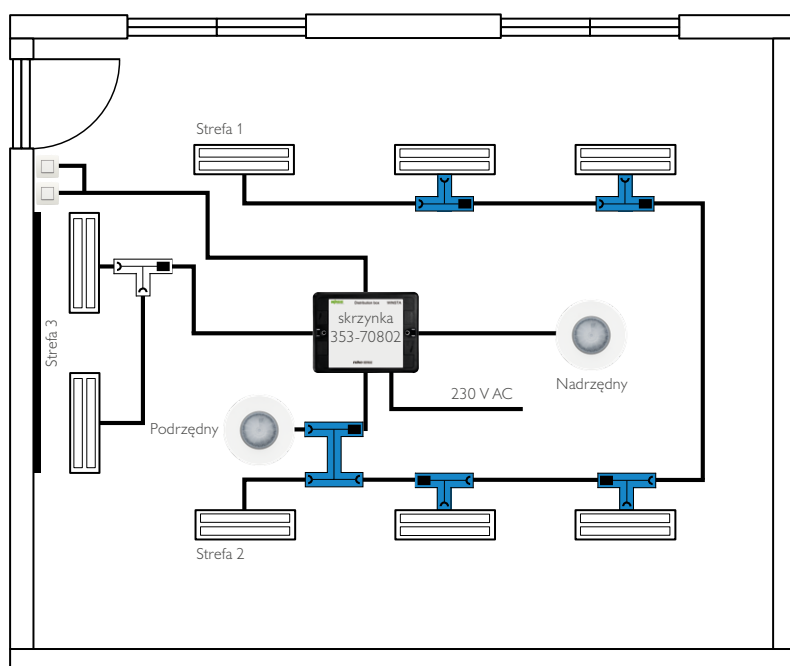 Strefa 1
Strefa 3
skrzynka
353-70802
Nadrzędny
230 V AC
Podrzędny
Strefa 2